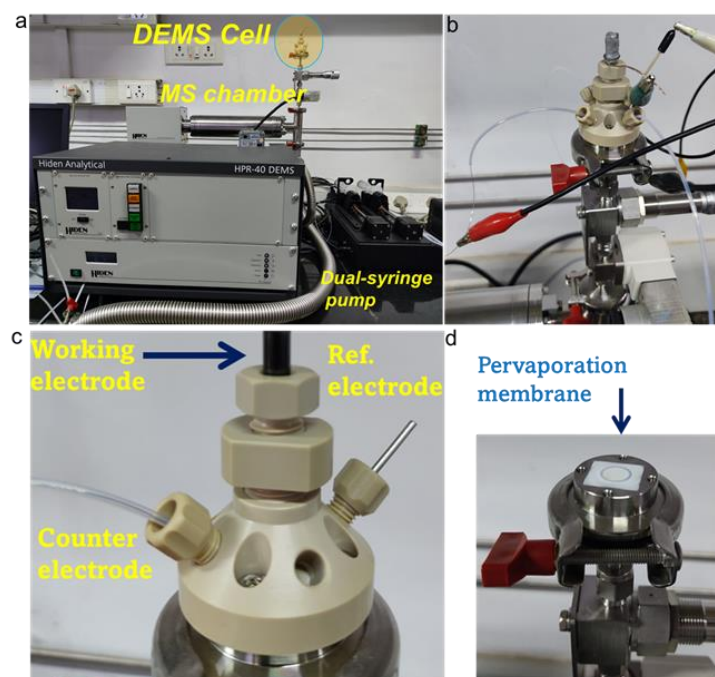 a
DEMS Cell
MS chamber
Hiden Analytical
HPR-40 DEMS
HIDEN
HIDEN
Dual-syringe
pump
b
c
Working
electrode
Ref.
electrode
Counter
electrode
d
Pervaporation
membrane